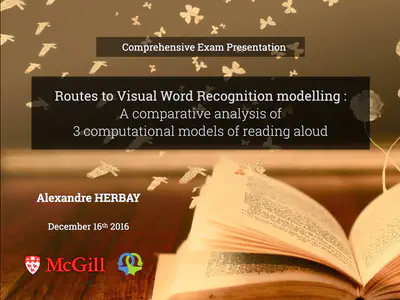 Comprehensive Exam Presentation
Routes to Visual Word Recognition modelling :
A comparative analysis of
3 computational models of reading aloud
Alexandre HERBAY
December 16th 2016
McGill